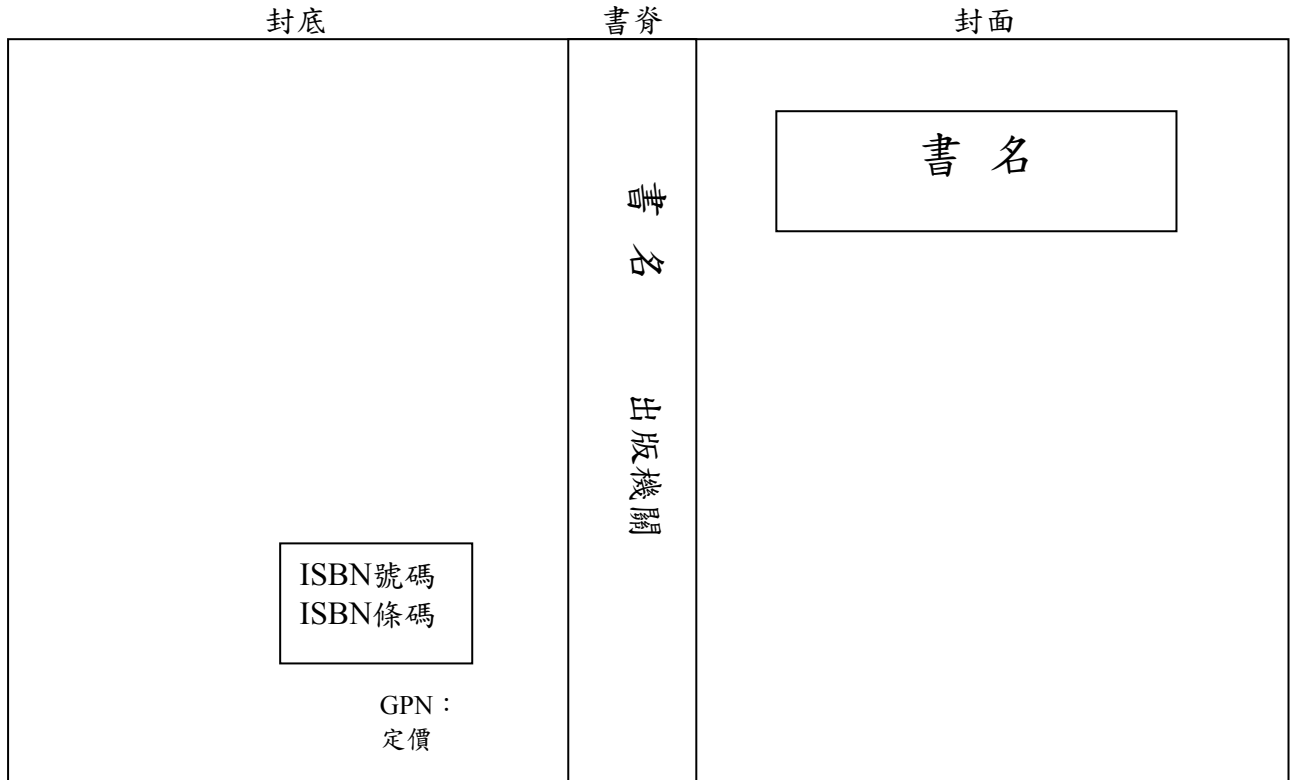 封底 書脊 封面
書 名
書 名
出版機關
ISBN號碼
ISBN條碼
GPN：
定價